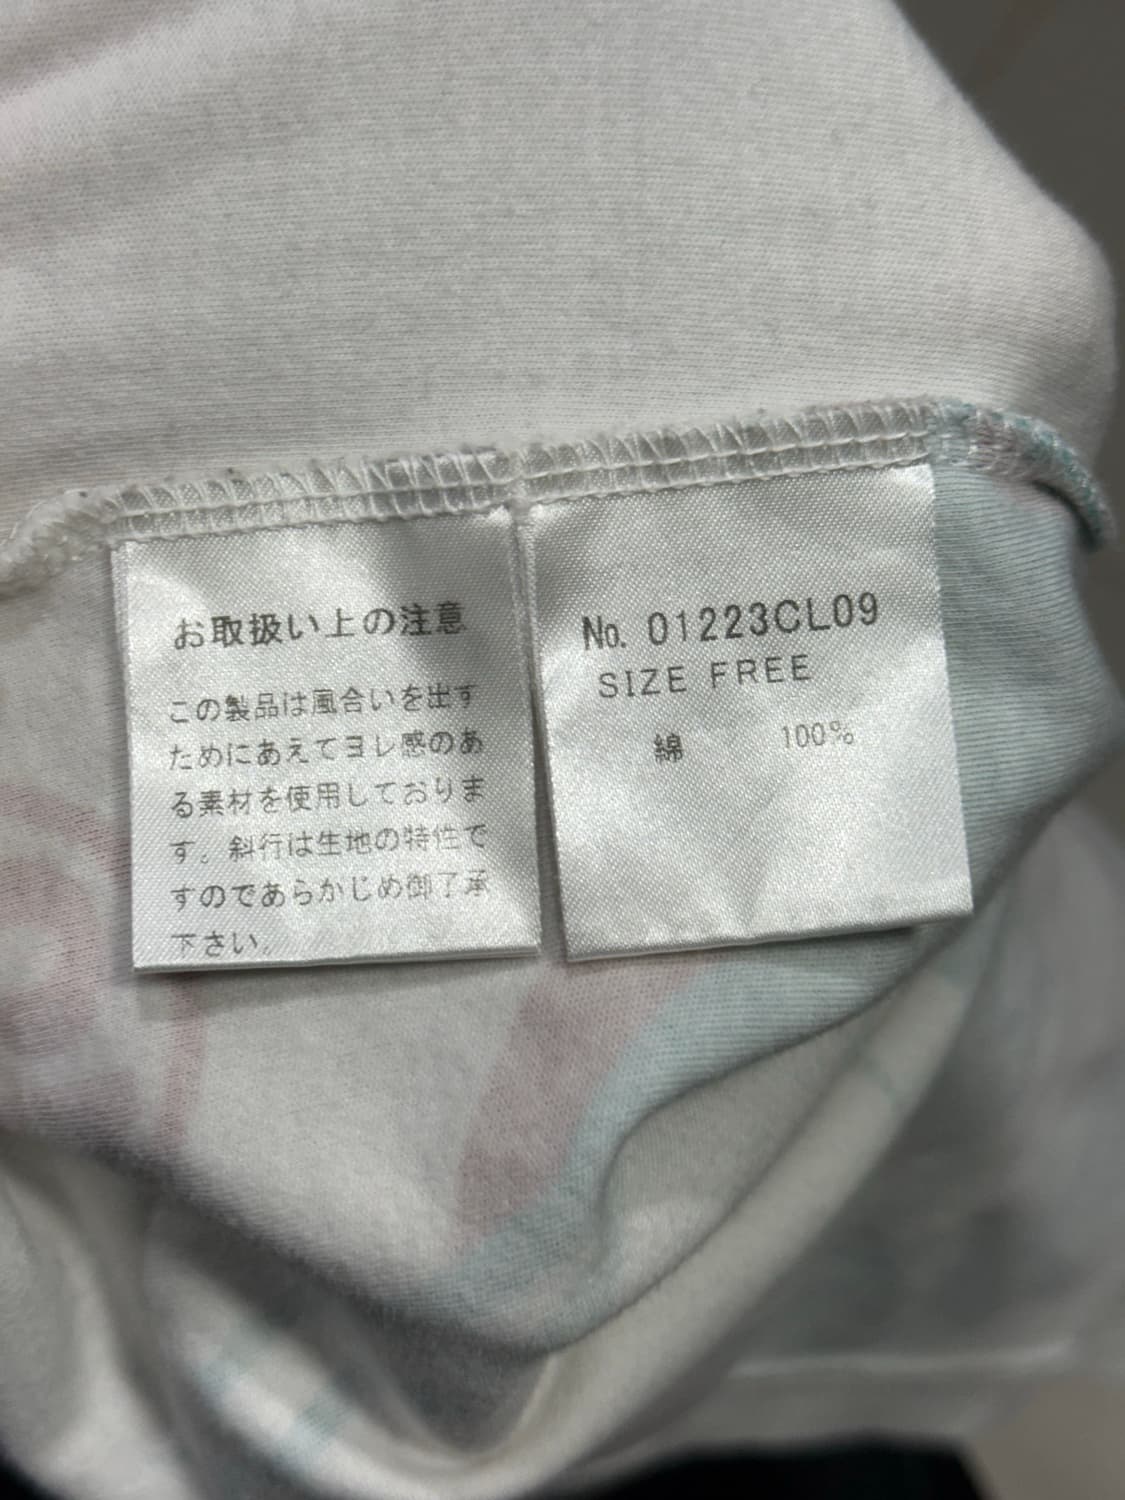 お取扱い上の注意
この製品は風合いを出す
ためにあえてヨレ感のあ
る素材を使用しておりま
す。斜行は生地の特性で
すのであらかじめ御了承
下さい。
No. 01223CL09
SIZE FREE
綿 100%